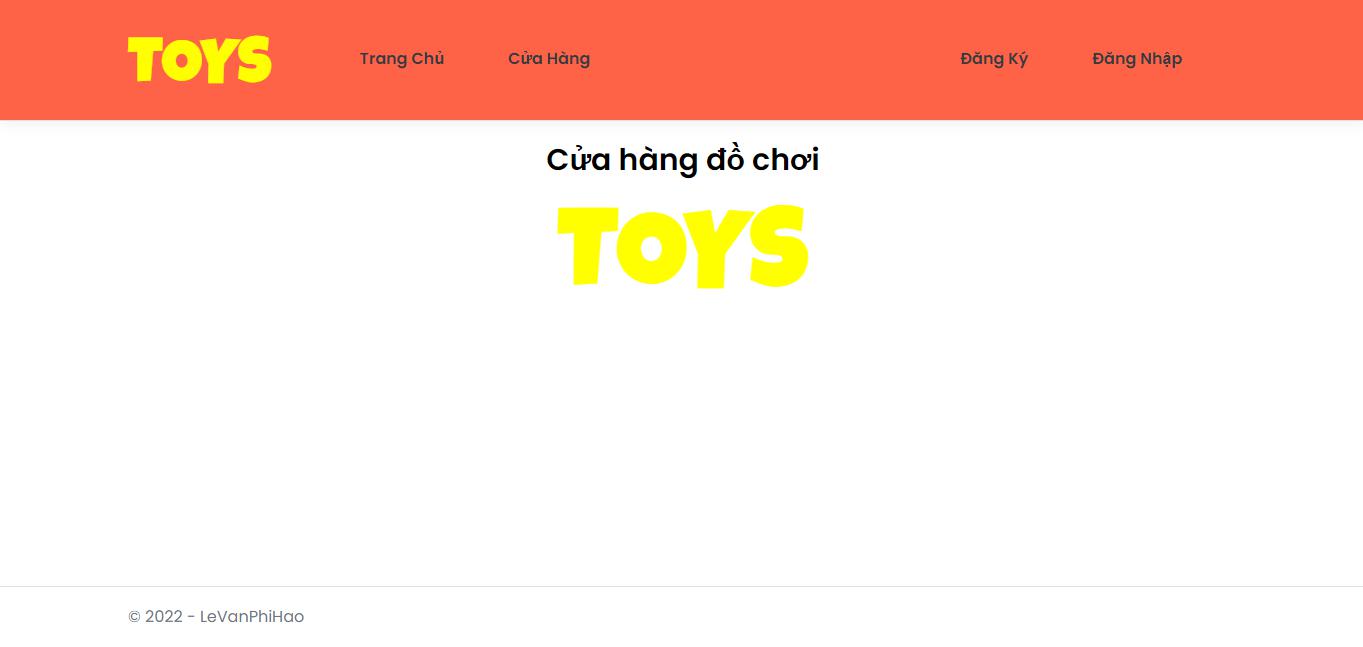 TOYS Trang Chủ Cửa Hàng Đăng Ký Đăng Nhập
Cửa hàng đồ chơi
TOYS
© 2022 - LeVanPhiHao